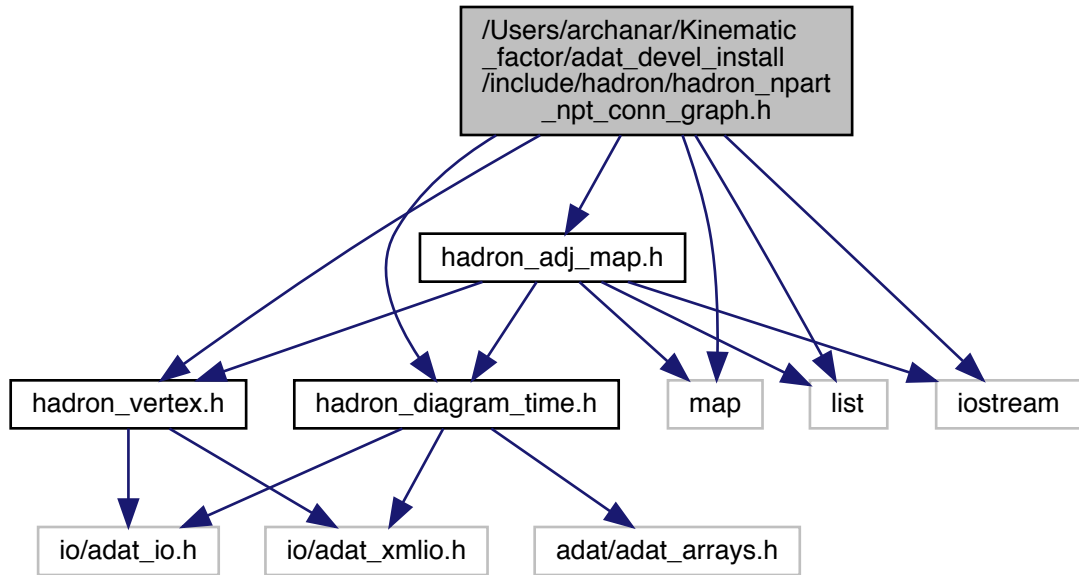 /Users/archanar/Kinematic
_factor/adat_devel_install
/include/hadron/hadron_npart
_npt_conn_graph.h
hadron_adj_map.h
hadron_vertex.h
hadron_diagram_time.h
map
list
iostream
io/adat_io.h
io/adat_xmlio.h
adat/adat_arrays.h